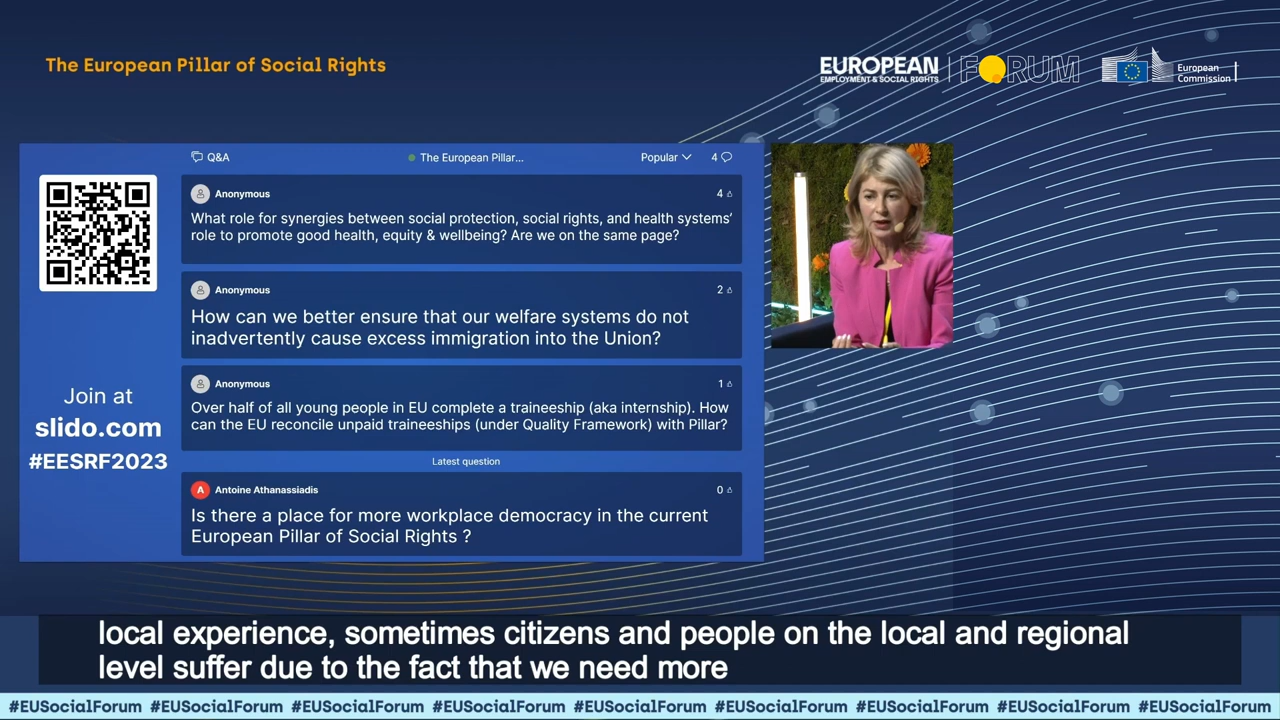 The European Pillar of Social Rights
EUROPEAN
EMPLOYMENT & SOCIAL RIGHTS
FORUM
European
Commission
Q&A
The European Pillar...
Popular
4
Anonymous
4
What role for synergies between social protection, social rights, and health systems’
role to promote good health, equity & wellbeing? Are we on the same page?
Anonymous
2
How can we better ensure that our welfare systems do not
inadvertently cause excess immigration into the Union?
Anonymous
1
Over half of all young people in EU complete a traineeship (aka internship). How
can the EU reconcile unpaid traineeships (under Quality Framework) with Pillar?
Join at
slido.com
#EESRF2023
Latest question
A
Antoine Athanassiadis
0
Is there a place for more workplace democracy in the current
European Pillar of Social Rights ?
local experience, sometimes citizens and people on the local and regional
level suffer due to the fact that we need more
#EUSocialForum #EUSocialForum #EUSocialForum #EUSocialForum #EUSocialForum #EUSocialForum #EUSocialForum #EUSocialForum #EUSocialForum